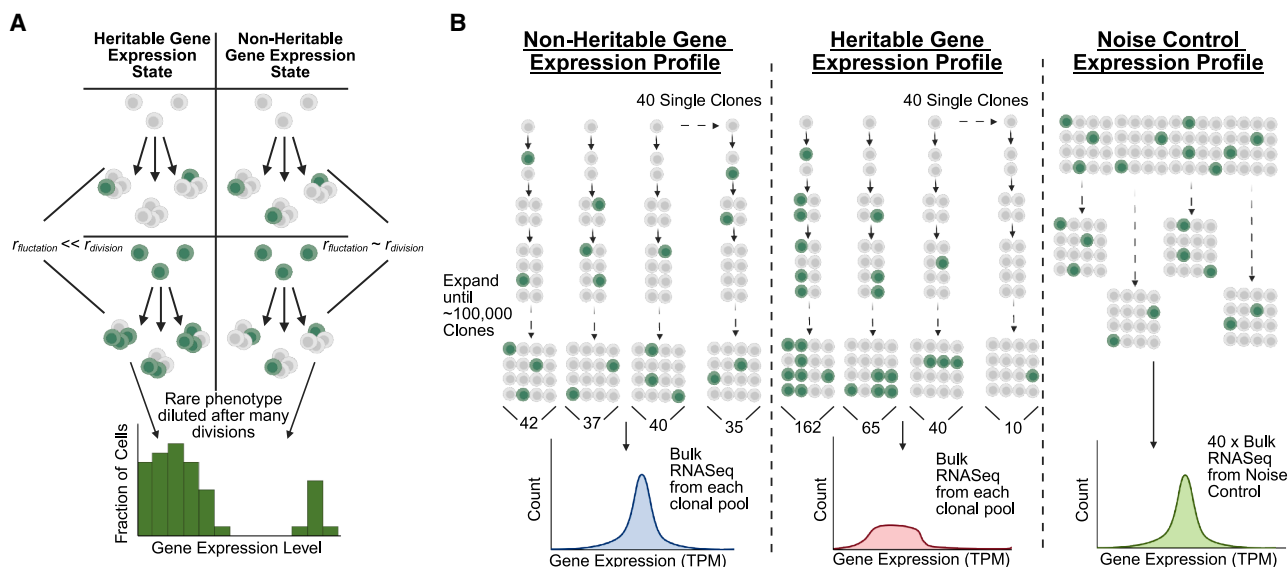 A
Heritable Gene
Expression
State
Non-Heritable
Gene Expression
State
r_fluctation << r_division
r_fluctation ~ r_division
Rare phenotype
diluted after many
divisions
Fraction of Cells
Gene Expression Level
B
Non-Heritable Gene
Expression Profile
40 Single Clones
Expand
until
~100,000
Clones
42
37
40
35
Bulk
RNASeq
from each
clonal pool
Count
Gene Expression (TPM)
Heritable Gene
Expression Profile
40 Single Clones
162
65
40
10
Bulk
RNASeq
from each
clonal pool
Count
Gene Expression (TPM)
Noise Control
Expression Profile
40 x Bulk
RNASeq
from Noise
Control
Count
Gene Expression (TPM)